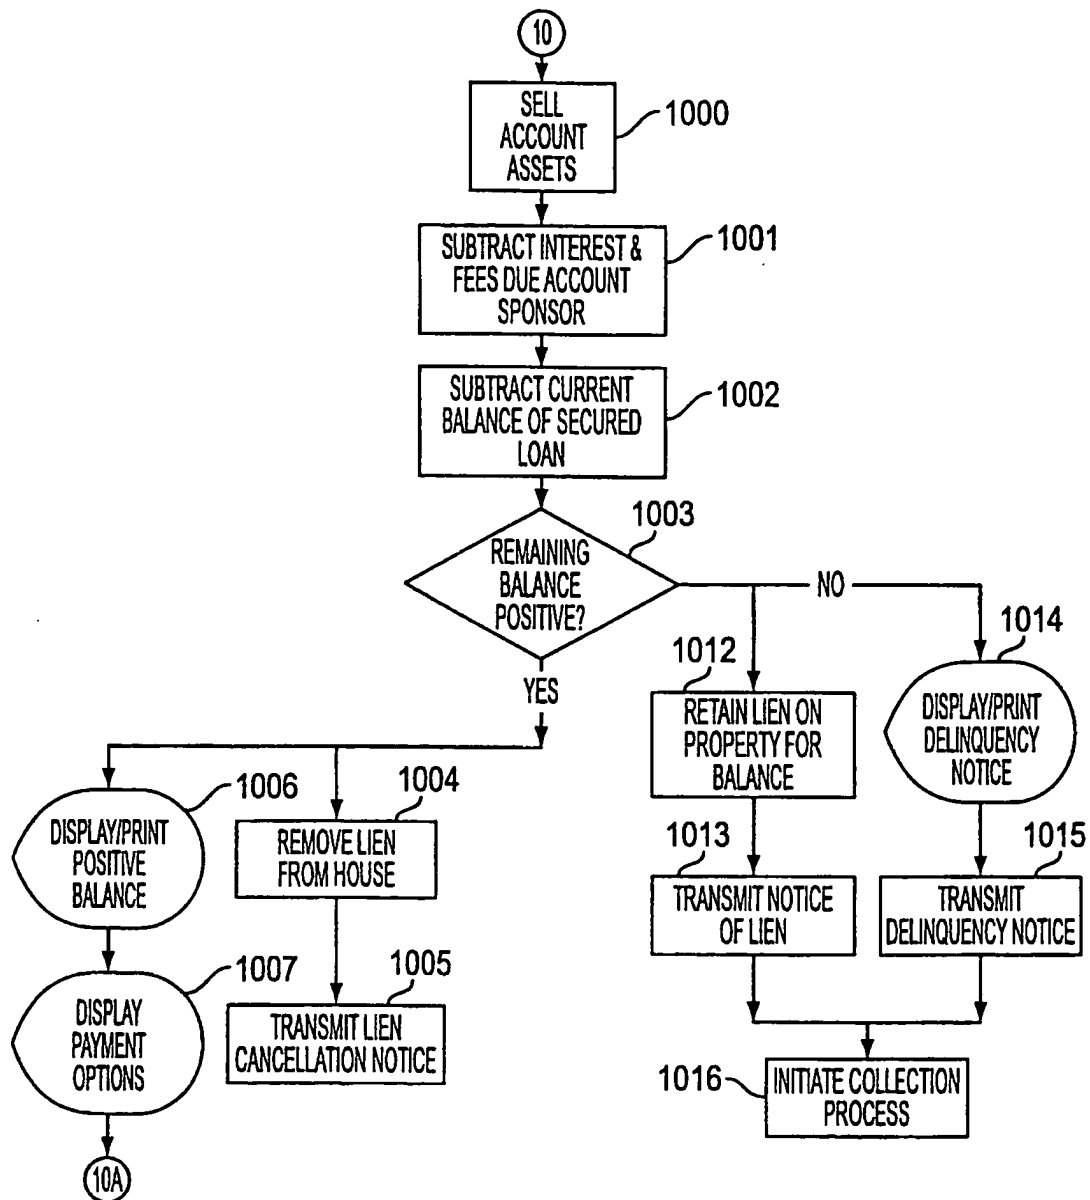 10
SELL
ACCOUNT
ASSETS
1000
SUBTRACT INTEREST &
FEES DUE ACCOUNT
SPONSOR
1001
SUBTRACT CURRENT
BALANCE OF SECURED
LOAN
1002
REMAINING
BALANCE
POSITIVE?
1003
NO
YES
1006
DISPLAY/PRINT
POSITIVE
BALANCE
1007
DISPLAY
PAYMENT
OPTIONS
10A
1004
REMOVE LIEN
FROM HOUSE
1005
TRANSMIT LIEN
CANCELLATION NOTICE
1012
RETAIN LIEN ON
PROPERTY FOR
BALANCE
1013
TRANSMIT NOTICE
OF LIEN
1014
DISPLAY/PRINT
DELINQUENCY
NOTICE
1015
TRANSMIT
DELINQUENCY NOTICE
1016
INITIATE COLLECTION
PROCESS